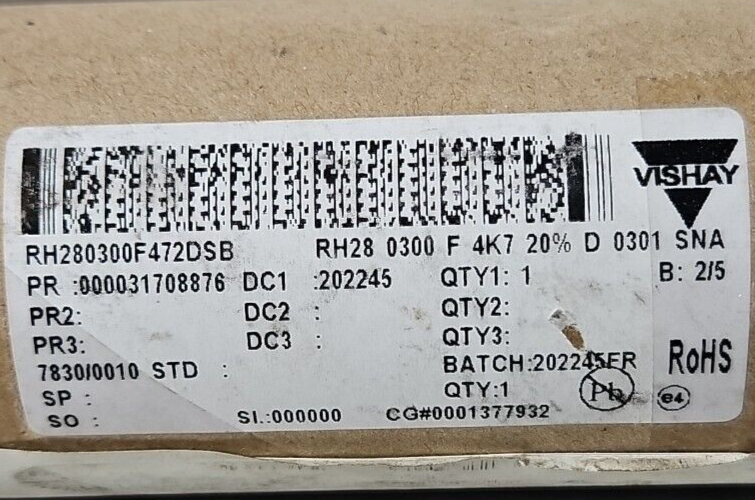 VISHAY
RH280300F472DSB RH28 0300 F 4K7 20% D 0301 SNA
PR :000031708876 DC1 :202245 QTY1: 1 B: 2/5
PR2: DC2 : QTY2:
PR3: DC3 : QTY3:
7830/0010 STD : BATCH:202245FR RoHS
SP : QTY:1 Pb e4
SO : SI.:000000 CG#0001377932